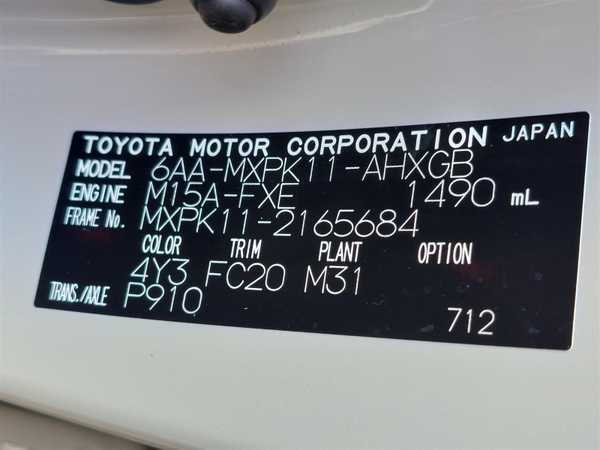 TOYOTA MOTOR CORPORATION JAPAN
MODEL 6AA-MXPK11-AHXGB
ENGINE M15A-FXE 1490 mL
FRAME No. MXPK11-2165684
COLOR TRIM PLANT OPTION
4Y3 FC20 M31
TRANS./AXLE P910
712